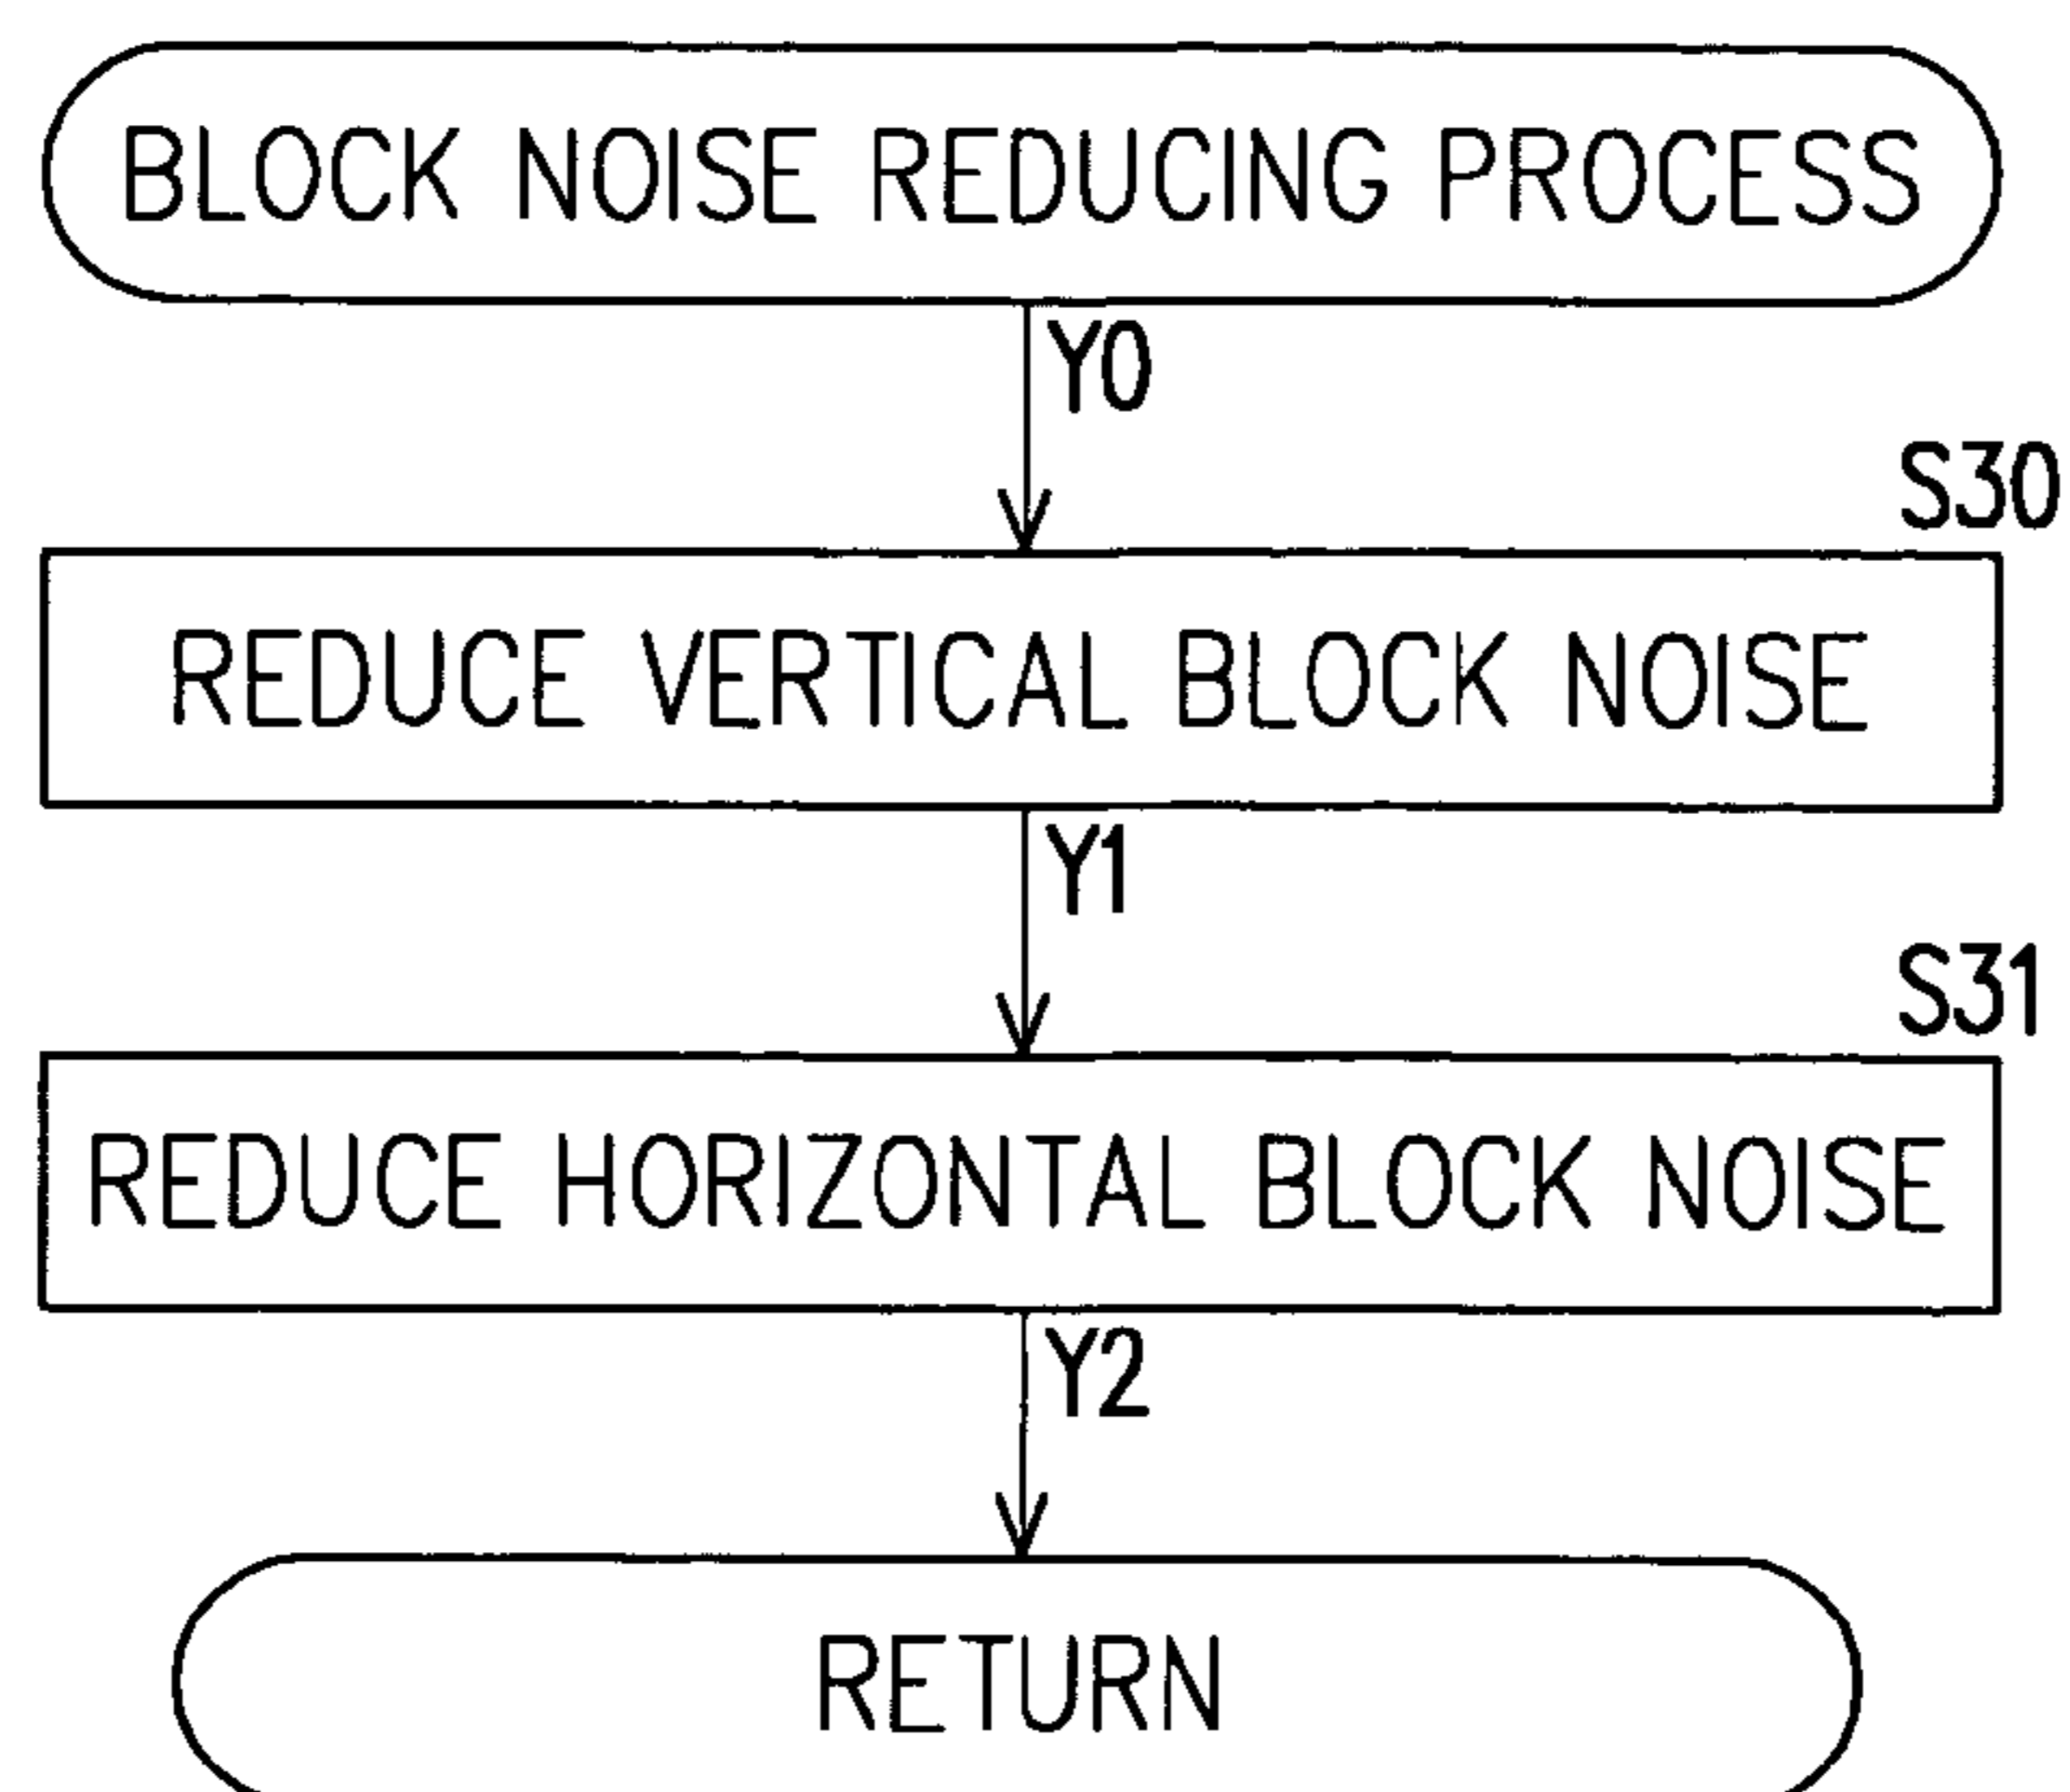 BLOCK NOISE REDUCING PROCESS
Y0
S30
REDUCE VERTICAL BLOCK NOISE
Y1
S31
REDUCE HORIZONTAL BLOCK NOISE
Y2
RETURN